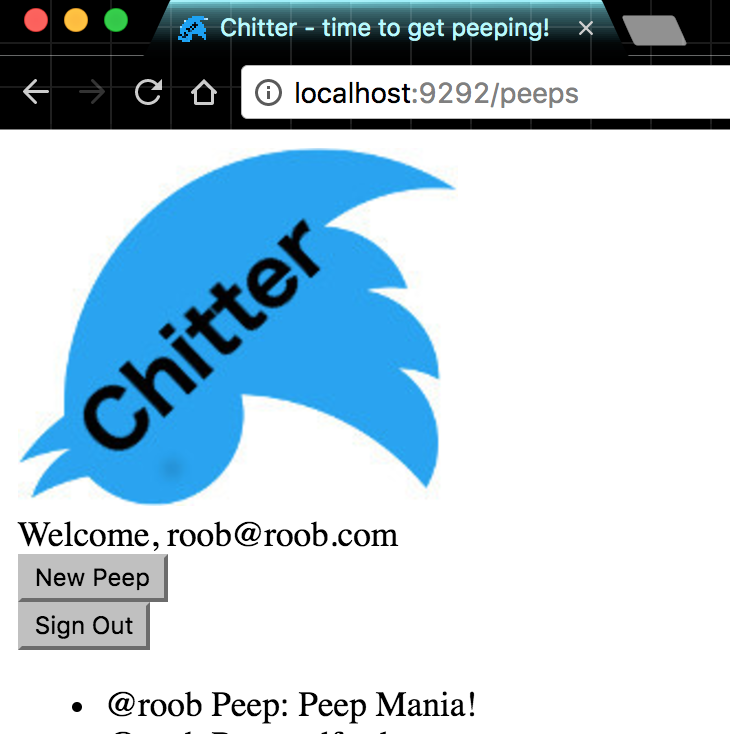 Chitter - time to get peeping!
localhost:9292/peeps
Chitter
Welcome, roob@roob.com
New Peep
Sign Out
• @roob Peep: Peep Mania!